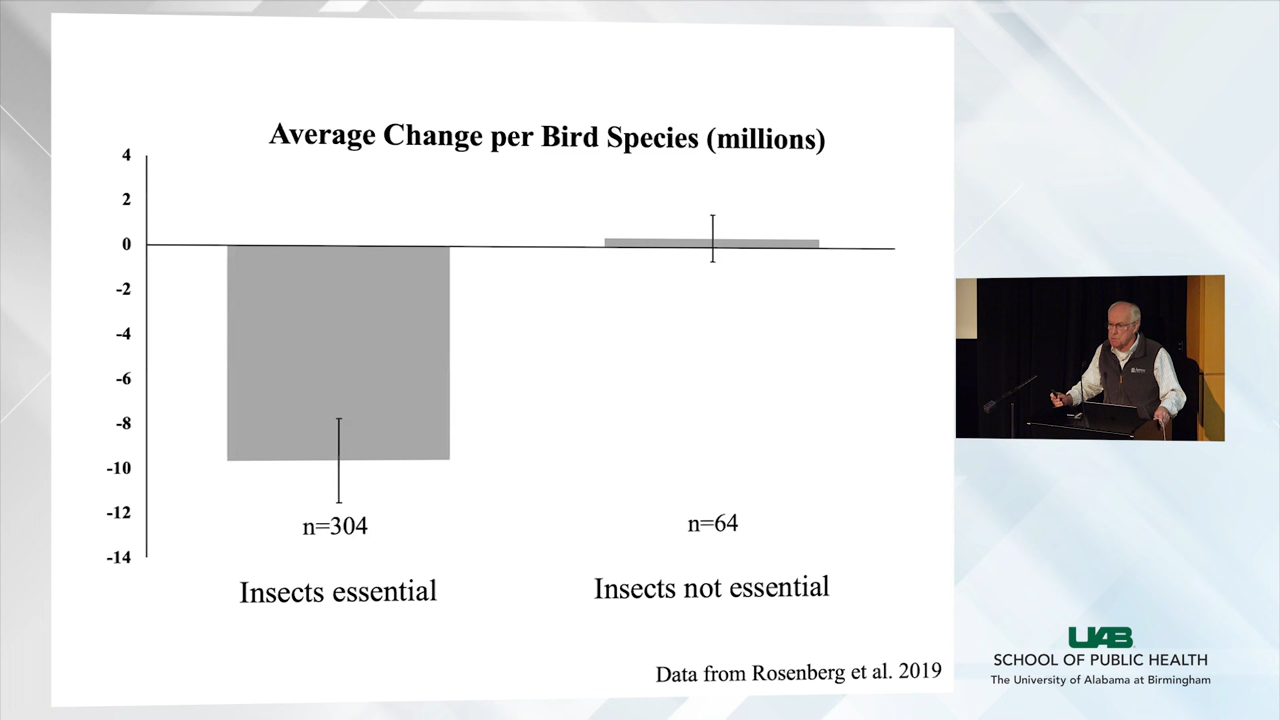 Average Change per Bird Species (millions)
4
2
0
-2
-4
-6
-8
-10
-12
-14
n=304
n=64
Insects essential
Insects not essential
Data from Rosenberg et al. 2019
UAB
SCHOOL OF PUBLIC HEALTH
The University of Alabama at Birmingham